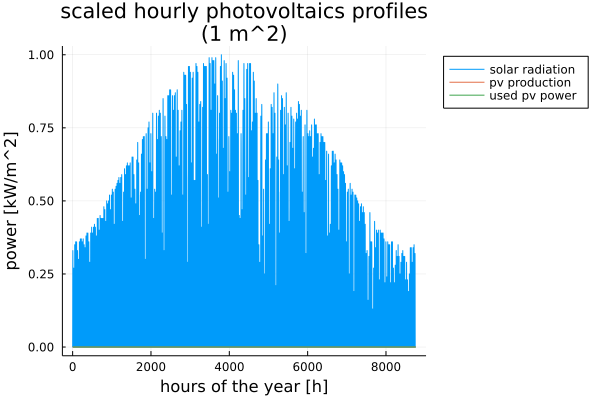 scaled hourly photovoltaics profiles
(1 m^2)
solar radiation
pv production
used pv power
power [kW/m^2]
1.00
0.75
0.50
0.25
0.00
0
2000
4000
6000
8000
hours of the year [h]